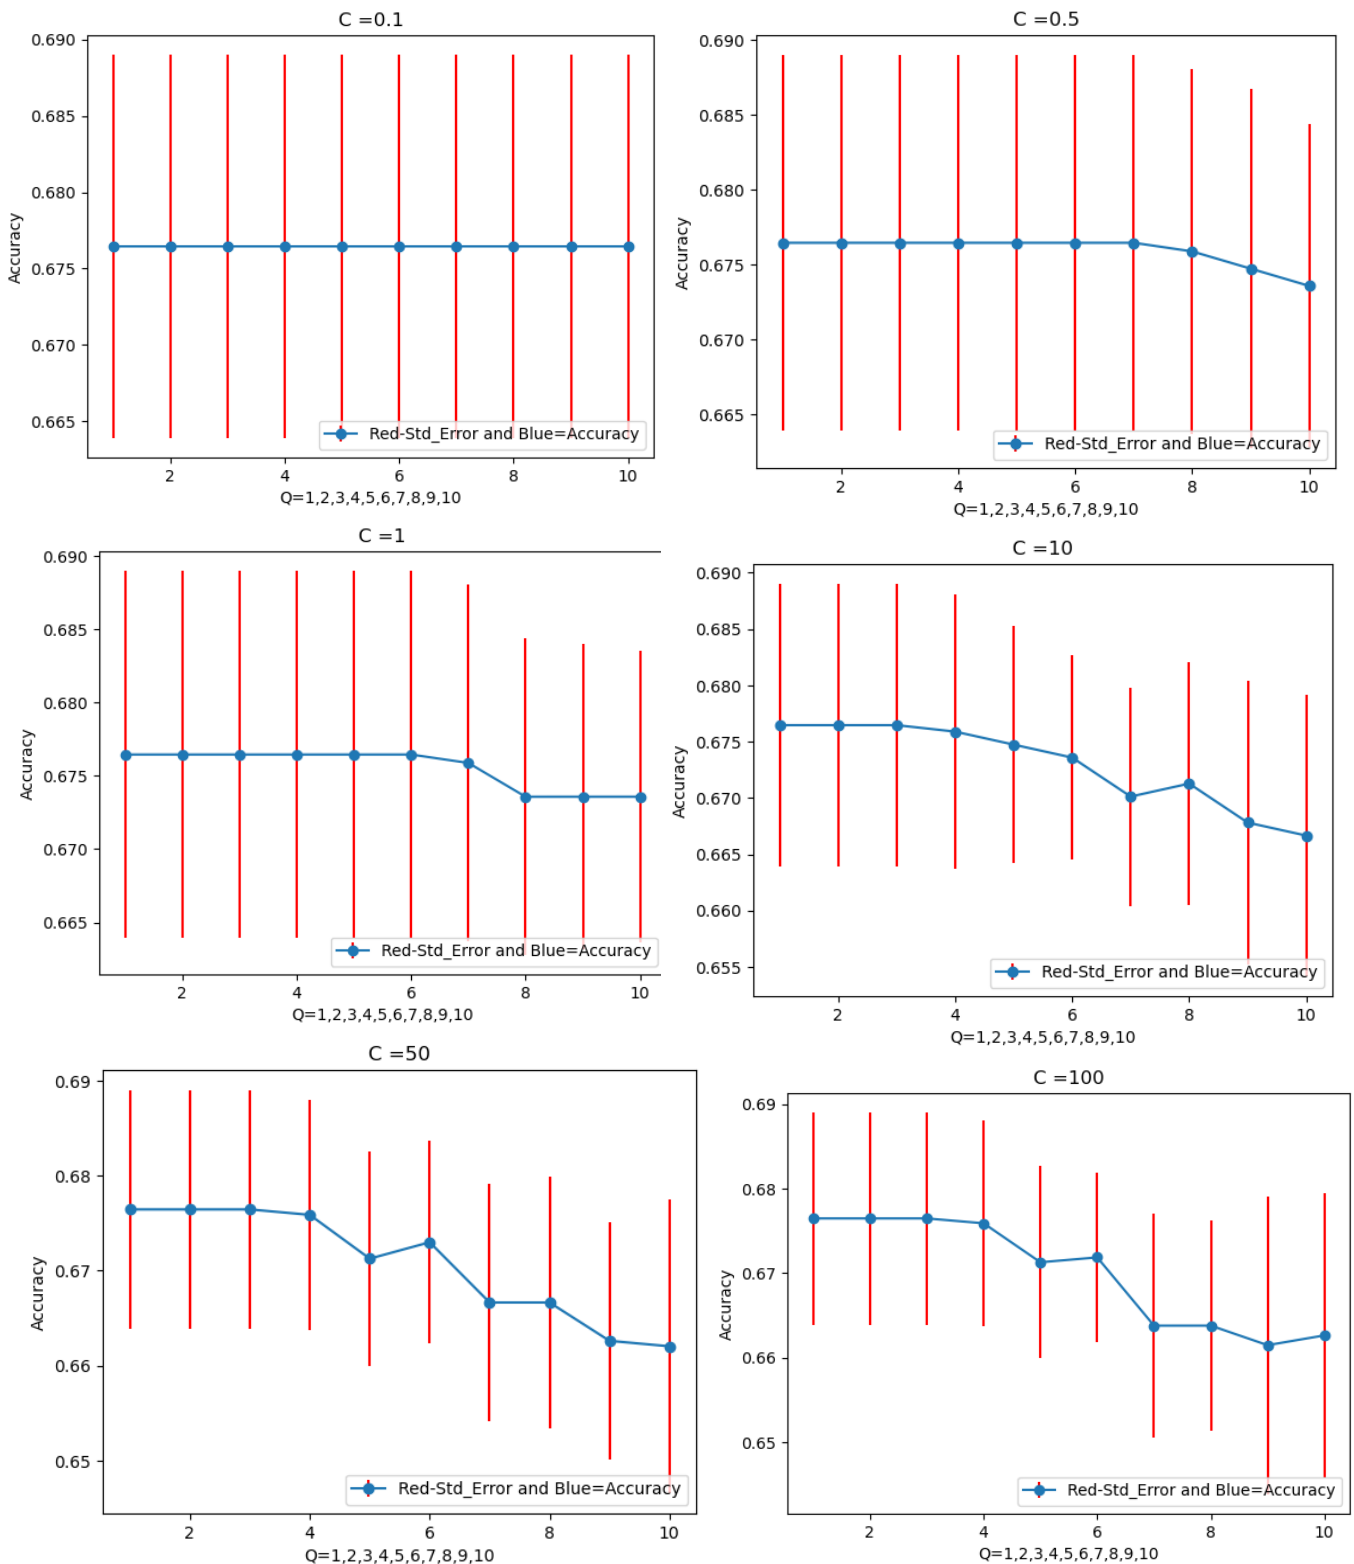 C =0.1
0.690
0.685
0.680
0.675
0.670
0.665
Accuracy
Red-Std_Error and Blue=Accuracy
2 4 6 8 10
Q=1,2,3,4,5,6,7,8,9,10
C =0.5
0.690
0.685
0.680
0.675
0.670
0.665
Accuracy
Red-Std_Error and Blue=Accuracy
2 4 6 8 10
Q=1,2,3,4,5,6,7,8,9,10
C =1
0.690
0.685
0.680
0.675
0.670
0.665
Accuracy
Red-Std_Error and Blue=Accuracy
2 4 6 8 10
Q=1,2,3,4,5,6,7,8,9,10
C =10
0.690
0.685
0.680
0.675
0.670
0.665
0.660
0.655
Accuracy
Red-Std_Error and Blue=Accuracy
2 4 6 8 10
Q=1,2,3,4,5,6,7,8,9,10
C =50
0.69
0.68
0.67
0.66
0.65
Accuracy
Red-Std_Error and Blue=Accuracy
2 4 6 8 10
Q=1,2,3,4,5,6,7,8,9,10
C =100
0.69
0.68
0.67
0.66
0.65
Accuracy
Red-Std_Error and Blue=Accuracy
2 4 6 8 10
Q=1,2,3,4,5,6,7,8,9,10